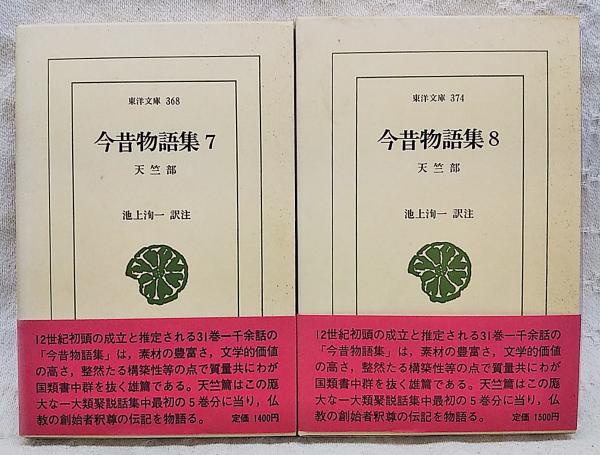 東洋文庫 368
今昔物語集 7
天竺部
池上洵一 訳注
12世紀初頭の成立と推定される31巻一千余話の
「今昔物語集」は，素材の豊富さ，文学的価値
の高さ，整然たる構築性等の点で質量共にわが
国類書中群を抜く雄篇である。天竺篇はこの厖
大な一大類聚説話集中最初の5巻分に当り，仏
教の創始者釈尊の伝記を物語る。 定価 1400円
東洋文庫 374
今昔物語集 8
天竺部
池上洵一 訳注
12世紀初頭の成立と推定される31巻一千余話の
「今昔物語集」は，素材の豊富さ，文学的価値
の高さ，整然たる構築性等の点で質量共にわが
国類書中群を抜く雄篇である。天竺篇はこの厖
大な一大類聚説話集中最初の5巻分に当り，仏
教の創始者釈尊の伝記を物語る。 定価 1500円